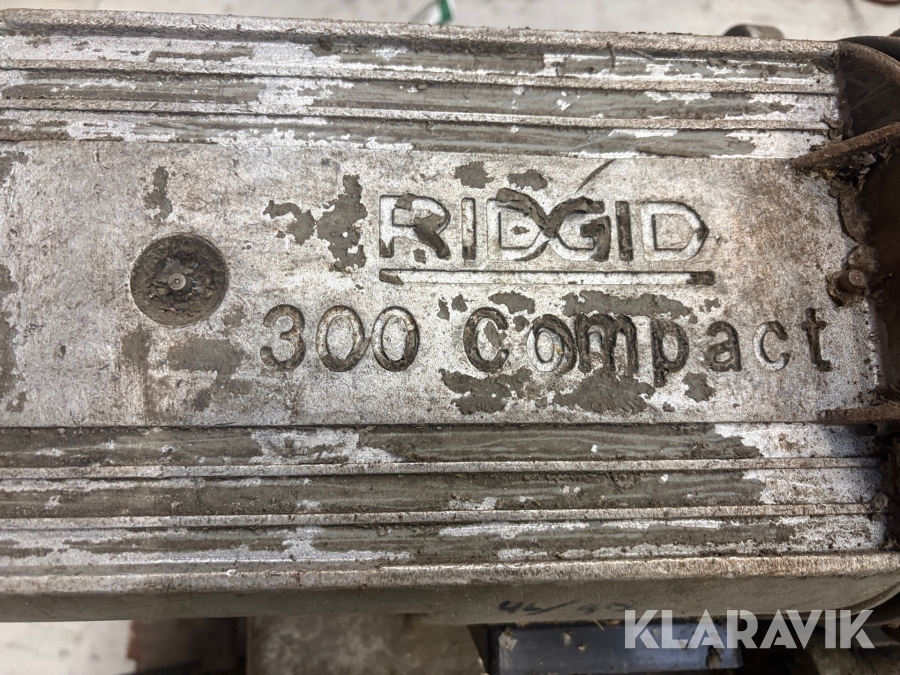 RIDGID
300 Compact
KLARAVIK